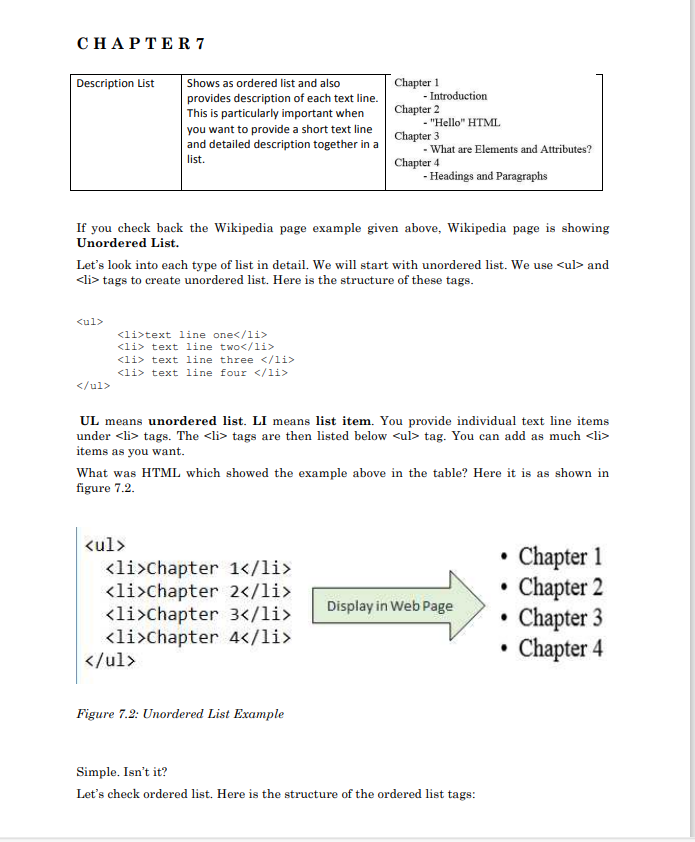 CHAPTER 7
Description List
Shows as ordered list and also
provides description of each text line.
This is particularly important when
you want to provide a short text line
and detailed description together in a
list.
Chapter 1
- Introduction
Chapter 2
- "Hello" HTML
Chapter 3
- What are Elements and Attributes?
Chapter 4
- Headings and Paragraphs
If you check back the Wikipedia page example given above, Wikipedia page is showing
Unordered List.
Let's look into each type of list in detail. We will start with unordered list. We use <ul> and
<li> tags to create unordered list. Here is the structure of these tags.
<ul>
<li>text line one</li>
<li> text line two</li>
<li> text line three </li>
<li> text line four </li>
</ul>
UL means unordered list. LI means list item. You provide individual text line items
under <li> tags. The <li> tags are then listed below <ul> tag. You can add as much <li>
items as you want.
What was HTML which showed the example above in the table? Here it is as shown in
figure 7.2.
<ul>
<li>Chapter 1</li>
<li>Chapter 2</li>
<li>Chapter 3</li>
<li>Chapter 4</li>
</ul>
Display in Web Page
• Chapter 1
• Chapter 2
• Chapter 3
• Chapter 4
Figure 7.2: Unordered List Example
Simple. Isn't it?
Let's check ordered list. Here is the structure of the ordered list tags: